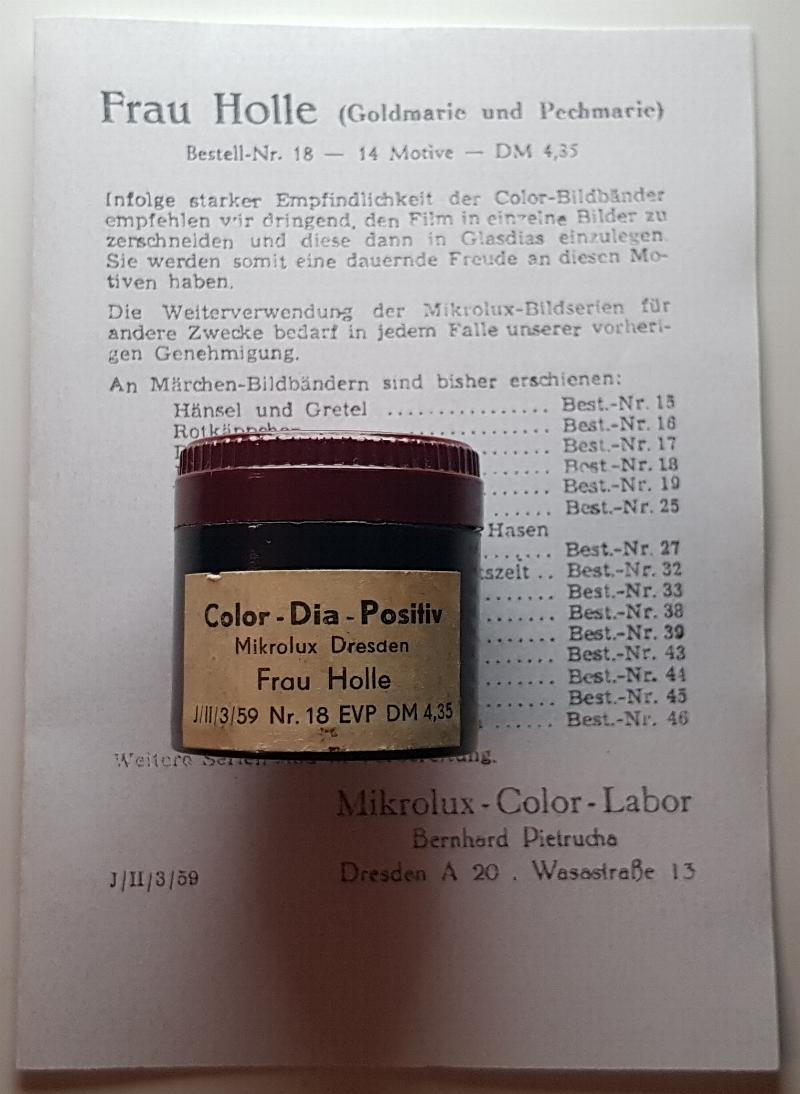 Frau Holle (Goldmarie und Pechmarie)
Bestell-Nr. 18 — 14 Motive — DM 4,35
Infolge starker Empfindlichkeit der Color-Bildbänder
empfehlen wir dringend, den Film in einzelne Bilder zu
zerschneiden und diese dann in Glasdias einzulegen.
Sie werden somit eine dauernde Freude an diesen Mo-
tiven haben.
Die Weiterverwendung der Mikrolux-Bildserien für
andere Zwecke bedarf in jedem Falle unserer vorheri-
gen Genehmigung.
An Märchen-Bildbändern sind bisher erschienen:
Hänsel und Gretel ................ Best.-Nr. 15
Rotkäppchen ................ Best.-Nr. 16
Best.-Nr. 17
Best.-Nr. 18
Best.-Nr. 19
Best.-Nr. 25
Hasen
Best.-Nr. 27
tszeit .. Best.-Nr. 32
Best.-Nr. 33
Best.-Nr. 38
Best.-Nr. 39
Best.-Nr. 43
Best.-Nr. 44
Best.-Nr. 45
Best.-Nr. 46
Weitere Serien
Mikrolux-Color-Labor
Bernhard Pietrucha
J/II/3/59 Dresden A 20 . Wasastraße 13
Color-Dia-Positiv
Mikrolux Dresden
Frau Holle
J/II/3/59 Nr. 18 EVP DM 4,35